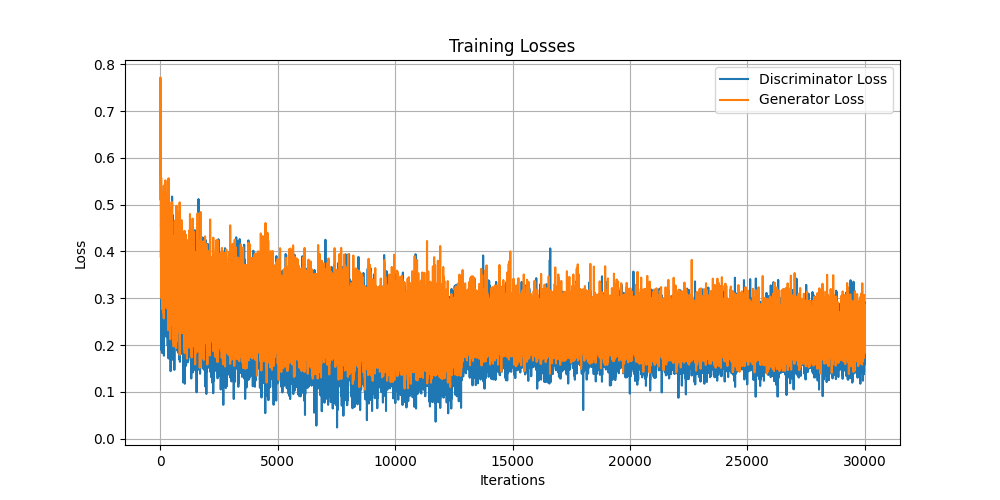 Training Losses
Discriminator Loss
Generator Loss
0.8
0.7
0.6
0.5
0.4
0.3
0.2
0.1
0.0
Loss
0 5000 10000 15000 20000 25000 30000
Iterations